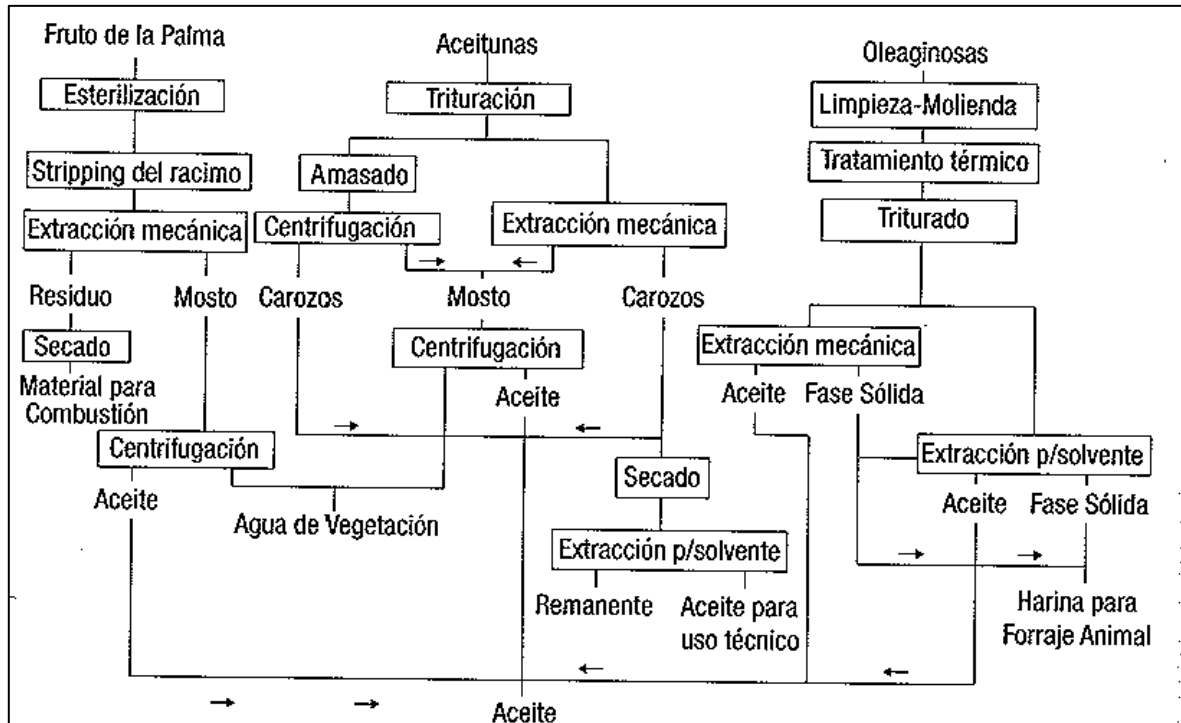 Fruto de la Palma
Aceitunas
Oleaginosas
Esterilización
Trituración
Limpieza-Molienda
Stripping del racimo
Amasado
Tratamiento térmico
Extracción mecánica
Centrifugación
Extracción mecánica
Triturado
Residuo
Mosto
Carozos
Mosto
Carozos
Secado
Centrifugación
Extracción mecánica
Material para
Combustión
Aceite
Aceite
Fase Sólida
Centrifugación
Secado
Extracción p/solvente
Aceite
Agua de Vegetación
Aceite
Fase Sólida
Extracción p/solvente
Remanente
Aceite para
uso técnico
Harina para
Forraje Animal
Aceite